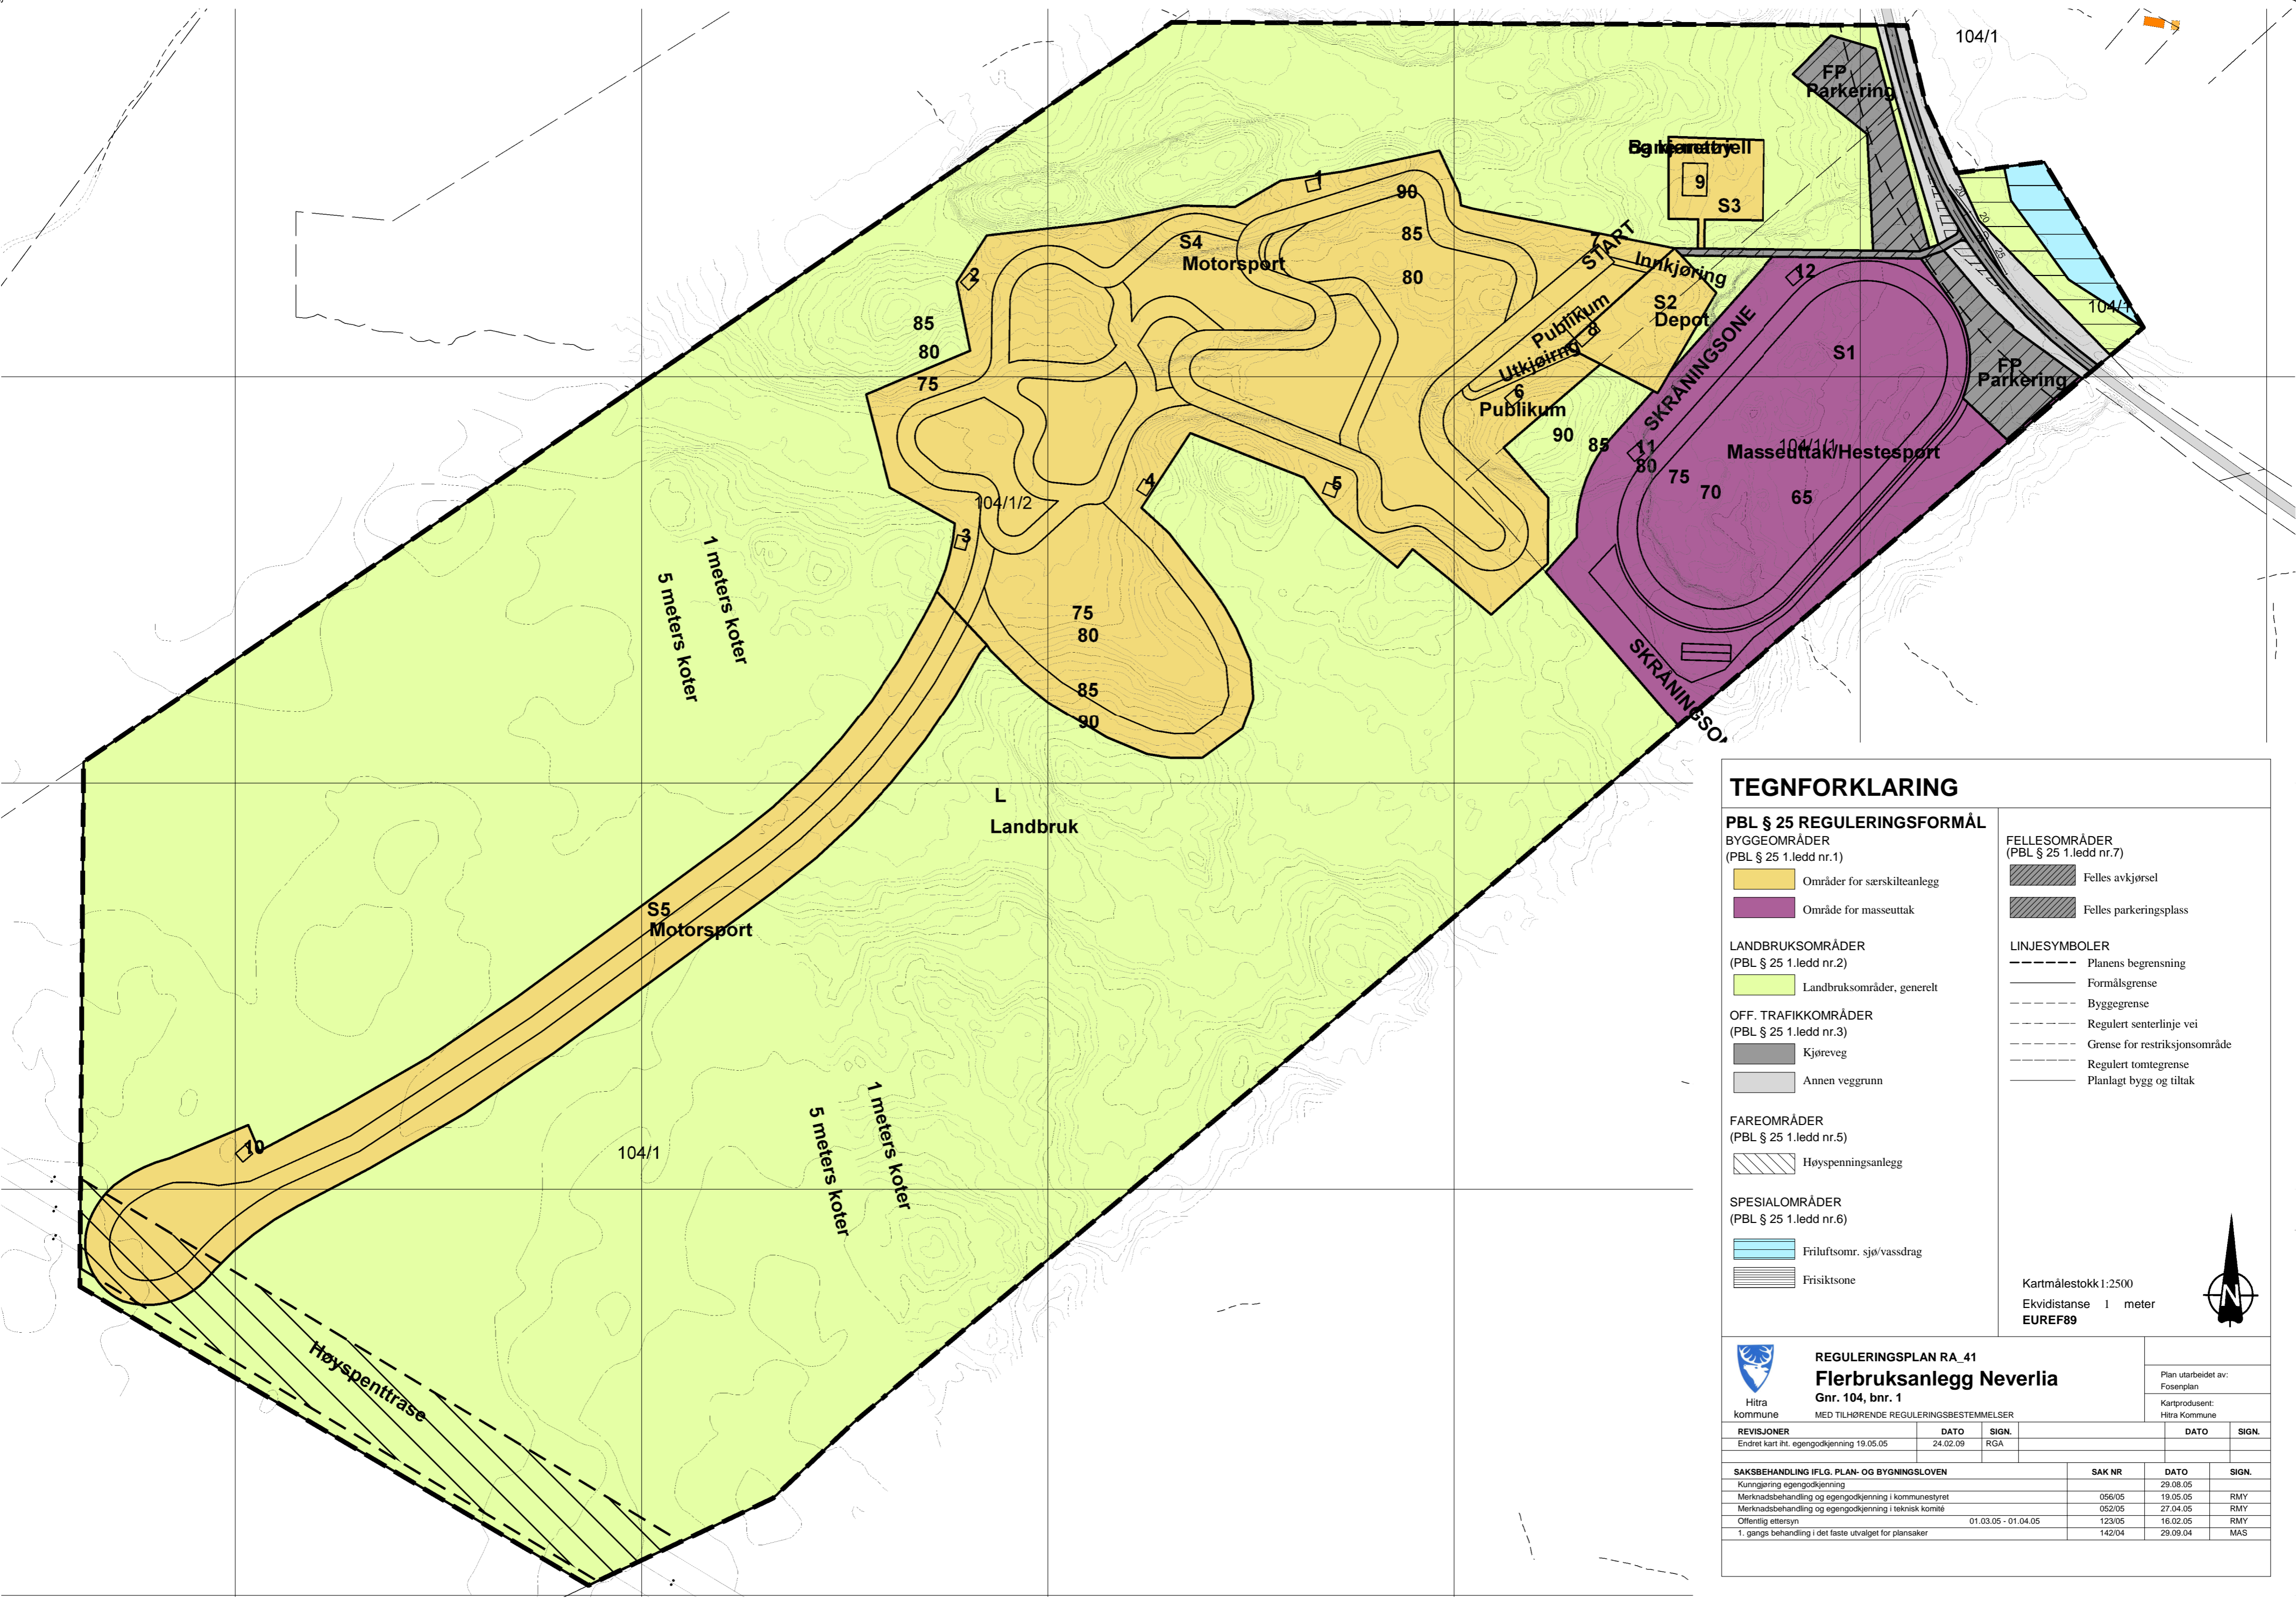 104/1
FP
Parkering
9
S3
1
90
S4
Motorsport
85
80
2
START
Innkjøring
S2
Depot
Publikum
8
Utkjøirng
6
Publikum
12
SKRÅNINGSONE
S1
FP
Parkering
104/1
20
20
25
85
80
75
90
85
11
80
75
70
65
104/1/1
Masseuttak/Hestesport
4
5
104/1/2
3
1 meters koter
5 meters koter
75
80
85
90
SKRÅNINGSO
L
Landbruk
S5
Motorsport
10
104/1
1 meters koter
5 meters koter
Høyspenttrase
TEGNFORKLARING
PBL § 25 REGULERINGSFORMÅL
BYGGEOMRÅDER
(PBL § 25 1.ledd nr.1)
Områder for særskilteanlegg
Område for masseuttak
LANDBRUKSOMRÅDER
(PBL § 25 1.ledd nr.2)
Landbruksområder, generelt
OFF. TRAFIKKOMRÅDER
(PBL § 25 1.ledd nr.3)
Kjøreveg
Annen veggrunn
FAREOMRÅDER
(PBL § 25 1.ledd nr.5)
Høyspenningsanlegg
SPESIALOMRÅDER
(PBL § 25 1.ledd nr.6)
Friluftsomr. sjø/vassdrag
Frisiktsone
FELLESOMRÅDER
(PBL § 25 1.ledd nr.7)
Felles avkjørsel
Felles parkeringsplass
LINJESYMBOLER
Planens begrensning
Formålsgrense
Byggegrense
Regulert senterlinje vei
Grense for restriksjonsområde
Regulert tomtegrense
Planlagt bygg og tiltak
Kartmålestokk 1:2500
Ekvidistanse 1 meter
EUREF89
N
Hitra
kommune
REGULERINGSPLAN RA_41
Flerbruksanlegg Neverlia
Gnr. 104, bnr. 1
MED TILHØRENDE REGULERINGSBESTEMMELSER
Plan utarbeidet av:
Fosenplan
Kartprodusent:
Hitra Kommune
REVISJONER DATO SIGN. DATO SIGN.
Endret kart iht. egengodkjenning 19.05.05 24.02.09 RGA
SAKSBEHANDLING IFLG. PLAN- OG BYGNINGSLOVEN SAK NR DATO SIGN.
Kunngjøring egengodkjenning 29.08.05
Merknadsbehandling og egengodkjenning i kommunestyret 056/05 19.05.05 RMY
Merknadsbehandling og egengodkjenning i teknisk komité 052/05 27.04.05 RMY
Offentlig ettersyn 01.03.05 - 01.04.05 123/05 16.02.05 RMY
1. gangs behandling i det faste utvalget for plansaker 142/04 29.09.04 MAS